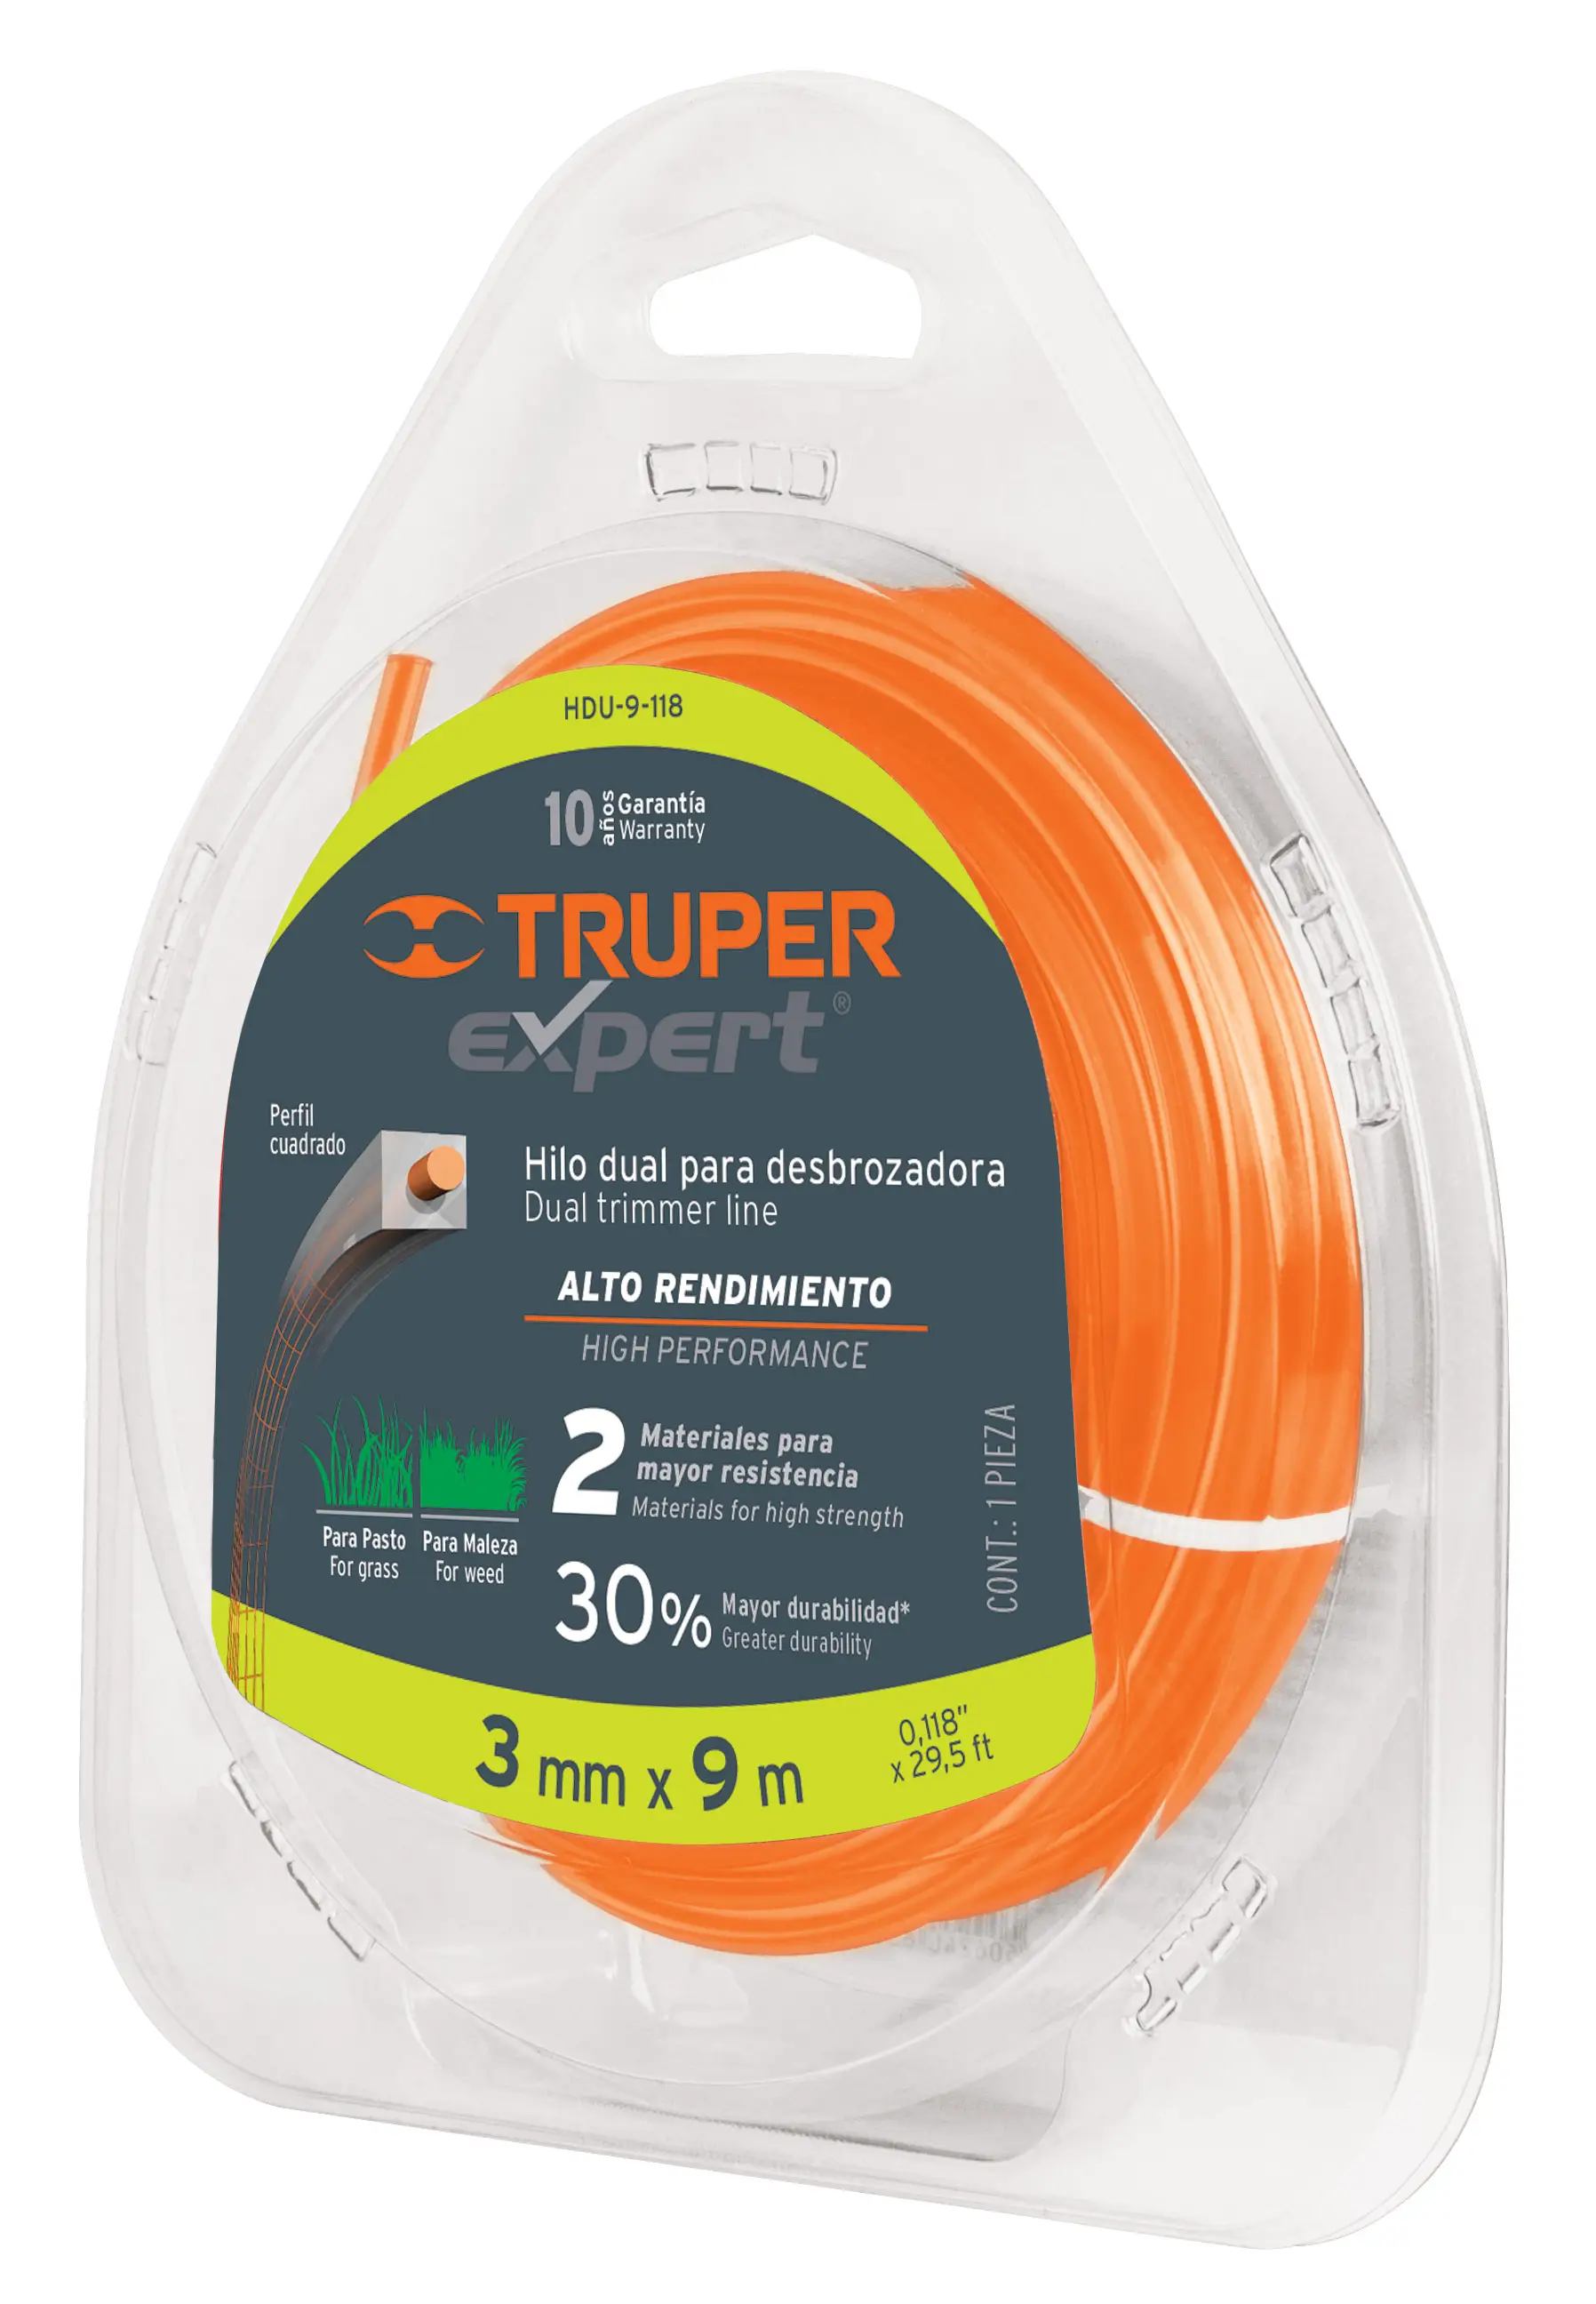 HDU-9-118
10 años Garantía
Warranty
TRUPER
expert®
Perfil
cuadrado
Hilo dual para desbrozadora
Dual trimmer line
ALTO RENDIMIENTO
HIGH PERFORMANCE
2 Materiales para
mayor resistencia
Materials for high strength
Para Pasto
For grass
Para Maleza
For weed
30% Mayor durabilidad*
Greater durability
CONT.: 1 PIEZA
3 mm x 9 m
0,118"
x 29,5 ft